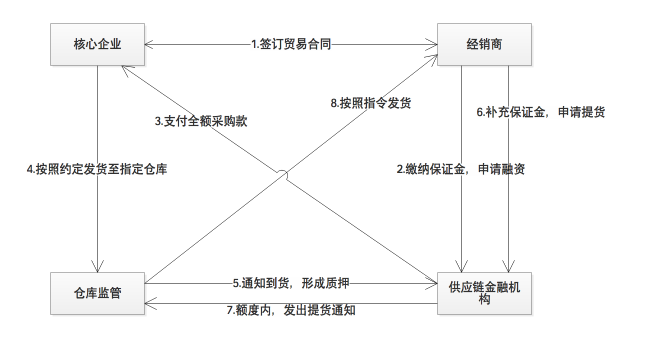 核心企业
1.签订贸易合同
经销商
8.按照指令发货
6.补充保证金，申请提货
3.支付全额采购款
4.按照约定发货至指定仓库
2.缴纳保证金，申请融资
仓库监管
5.通知到货，形成质押
供应链金融机
构
7.额度内，发出提货通知